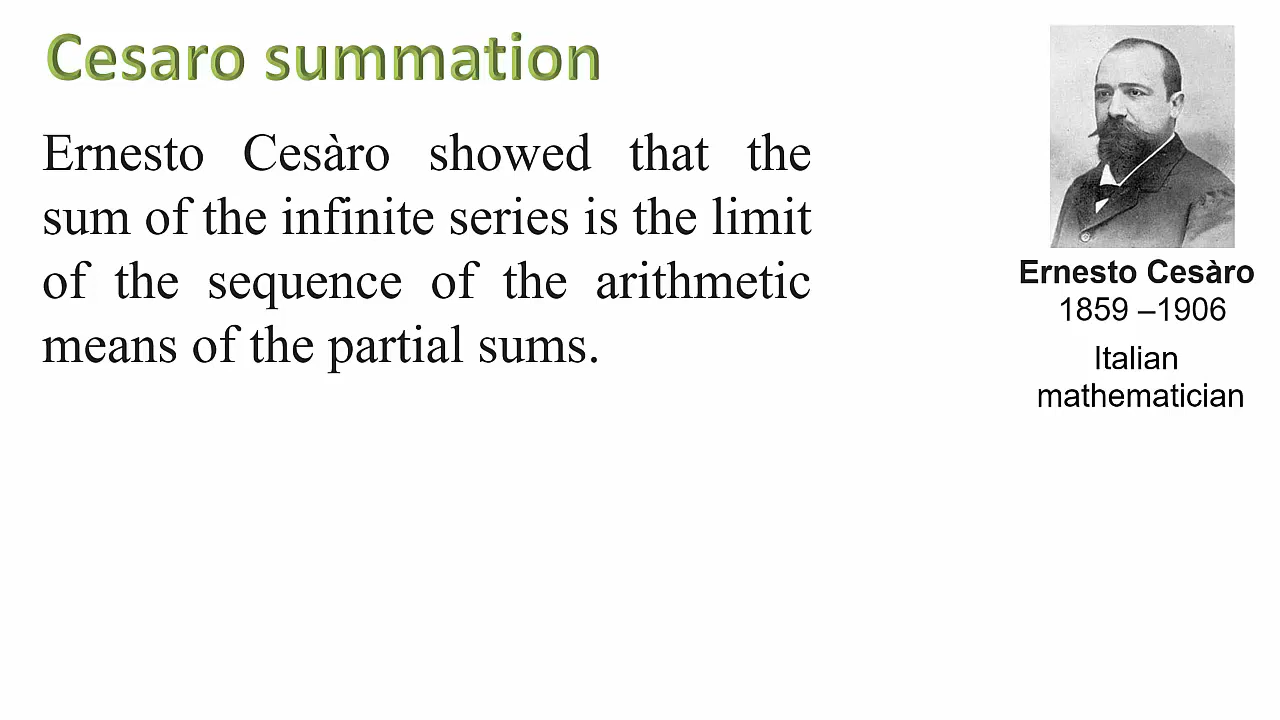 Cesaro summation
Ernesto Cesàro showed that the
sum of the infinite series is the limit
of the sequence of the arithmetic
means of the partial sums.
Ernesto Cesàro
1859 –1906
Italian
mathematician